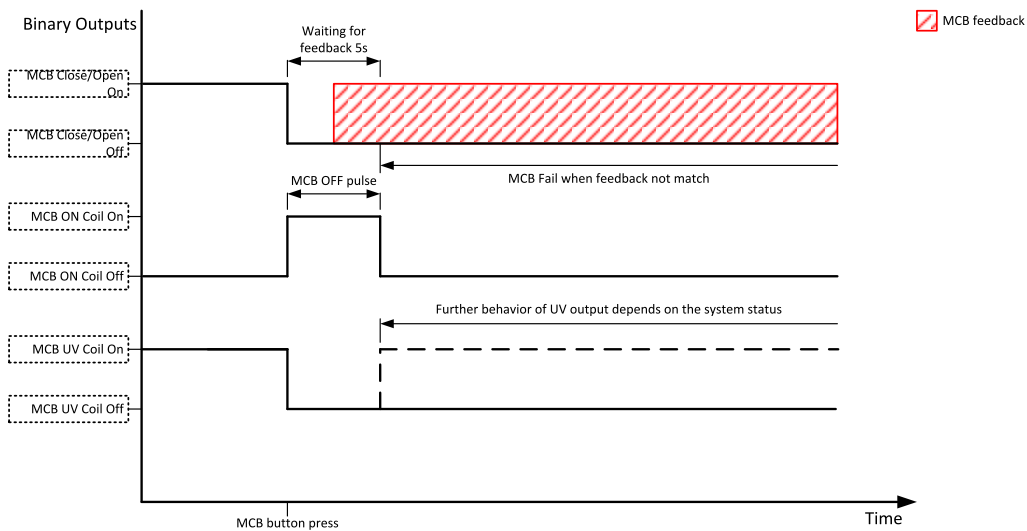 Binary Outputs
Waiting for
feedback 5s
MCB feedback
MCB Close/Open
On
MCB Close/Open
Off
MCB Fail when feedback not match
MCB OFF pulse
MCB ON Coil On
MCB ON Coil Off
Further behavior of UV output depends on the system status
MCB UV Coil On
MCB UV Coil Off
MCB button press
Time